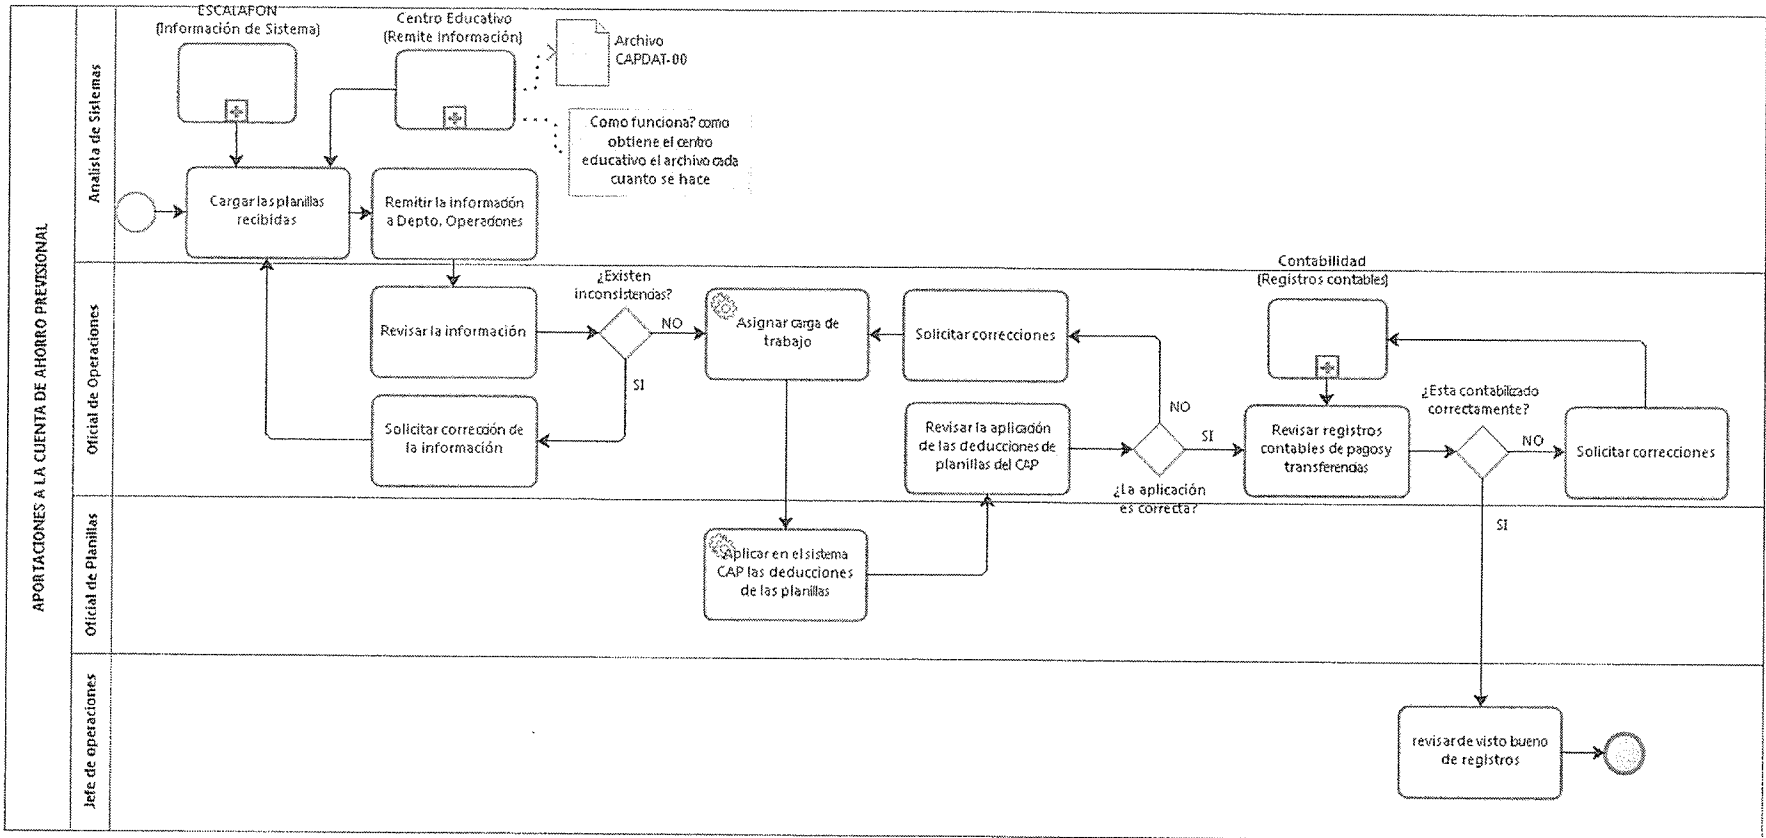 APORTACIONES A LA CUENTA DE AHORRO PREVISIONAL
Analista de Sistemas
ESCALAFON
(Información de Sistema)
Centro Educativo
(Remite Información)
Archivo
CAPDAT-00
Como funciona? como
obtiene el centro
educativo el archivo cada
cuanto se hace
Cargar las planillas
recibidas
Remitir la información
a Depto. Operaciones
Oficial de Operaciones
Revisar la información
¿Existen
inconsistencias?
NO
SI
Solicitar corrección de
la información
Asignar carga de
trabajo
Solicitar correcciones
Revisar la aplicación
de las deducciones de
planillas del CAP
NO
SI
¿La aplicación
es correcta?
Contabilidad
(Registros contables)
Revisar registros
contables de pagos y
transferencias
¿Esta contabilizado
correctamente?
NO
SI
Solicitar correcciones
Oficial de Planillas
Aplicar en el sistema
CAP las deducciones
de las planillas
Jefe de operaciones
revisar de visto bueno
de registros